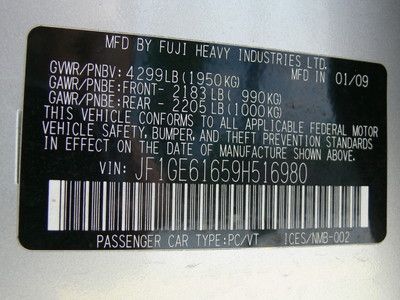 MFD BY FUJI HEAVY INDUSTRIES LTD.
GVWR/PNBV: 4299LB (1950KG) IN 01/09
GAWR/PNBE:FRONT- 2183 LB ( 990KG)
GAWR/PNBE:REAR - 2205 LB (1000KG)
THIS VEHICLE CONFORMS TO ALL APPLICABLE FEDERAL MOTOR
VEHICLE SAFETY, BUMPER, AND THEFT PREVENTION STANDARDS
IN EFFECT ON THE DATE OF MANUFACTURE SHOWN ABOVE.
VIN: JF1GE61659H516980
PASSENGER CAR TYPE:PC/VT ICES/NMB-002